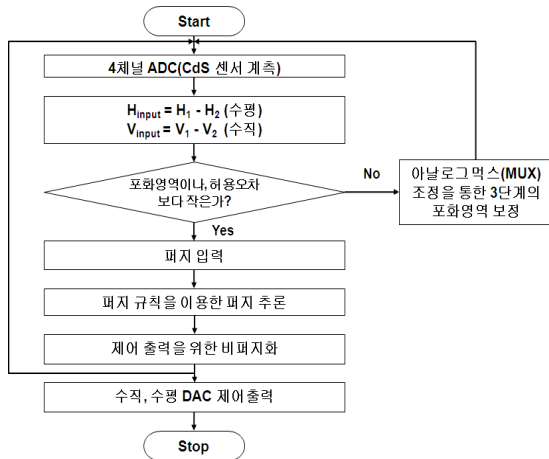 Start
4채널 ADC(CdS 센서 계측)
Hinput = H1 - H2 (수평)
Vinput = V1 - V2 (수직)
포화영역이나, 허용오차
보다 작은가?
No
아날로그먹스(MUX)
조정을 통한 3단계의
포화영역 보정
Yes
퍼지 입력
퍼지 규칙을 이용한 퍼지 추론
제어 출력을 위한 비퍼지화
수직, 수평 DAC 제어출력
Stop